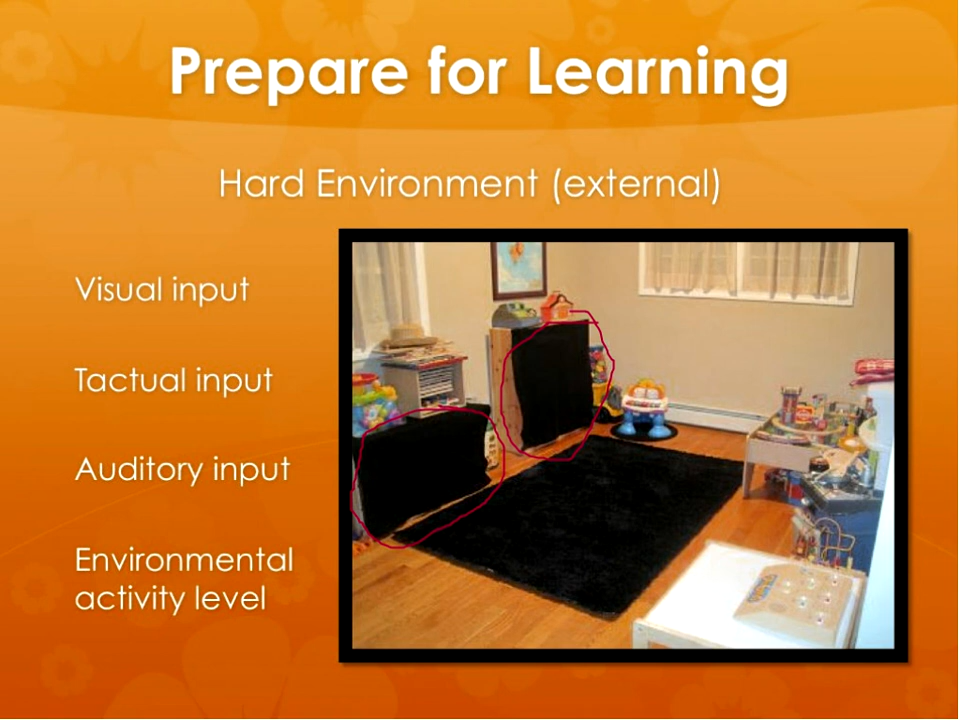 Prepare for Learning
Hard Environment (external)
Visual input
Tactual input
Auditory input
Environmental
activity level